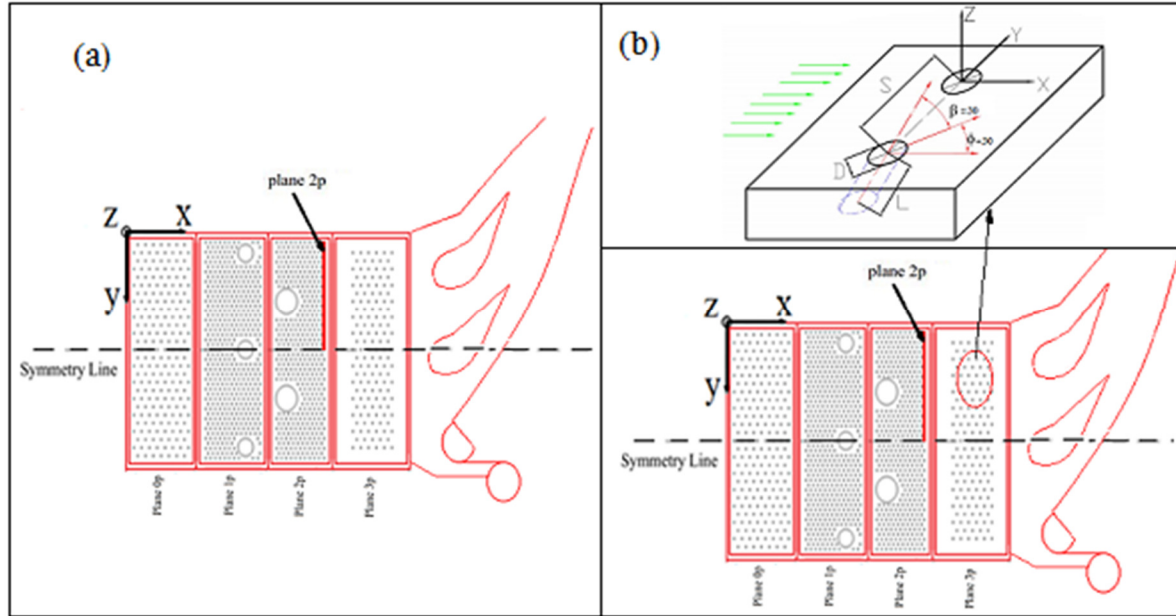 (a)
plane 2p
z
x
y
Symmetry Line
Plane 0p
Plane 1p
Plane 2p
Plane 3p
(b)
Z
Y
X
S
β=30
ϕ=30
D
L
plane 2p
z
x
y
Symmetry Line
Plane 0p
Plane 1p
Plane 2p
Plane 3p